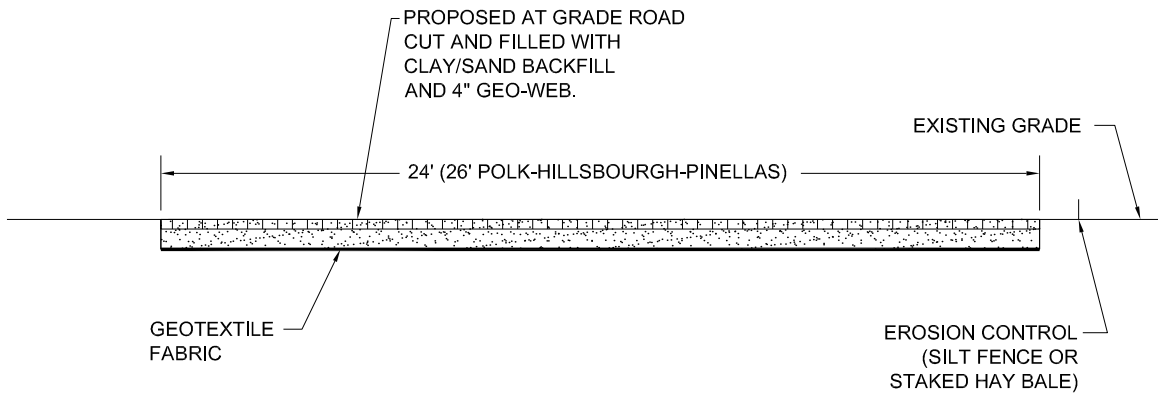 PROPOSED AT GRADE ROAD
CUT AND FILLED WITH
CLAY/SAND BACKFILL
AND 4" GEO-WEB.
EXISTING GRADE
24' (26' POLK-HILLSBOURGH-PINELLAS)
GEOTEXTILE
FABRIC
EROSION CONTROL
(SILT FENCE OR
STAKED HAY BALE)